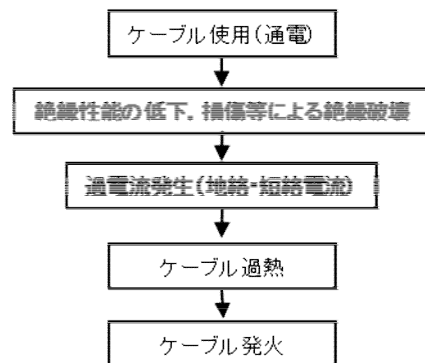 ケーブル使用(通電)
絶縁性能の低下,損傷等による絶縁破壊
過電流発生(地絡・短絡電流)
ケーブル過熱
ケーブル発火